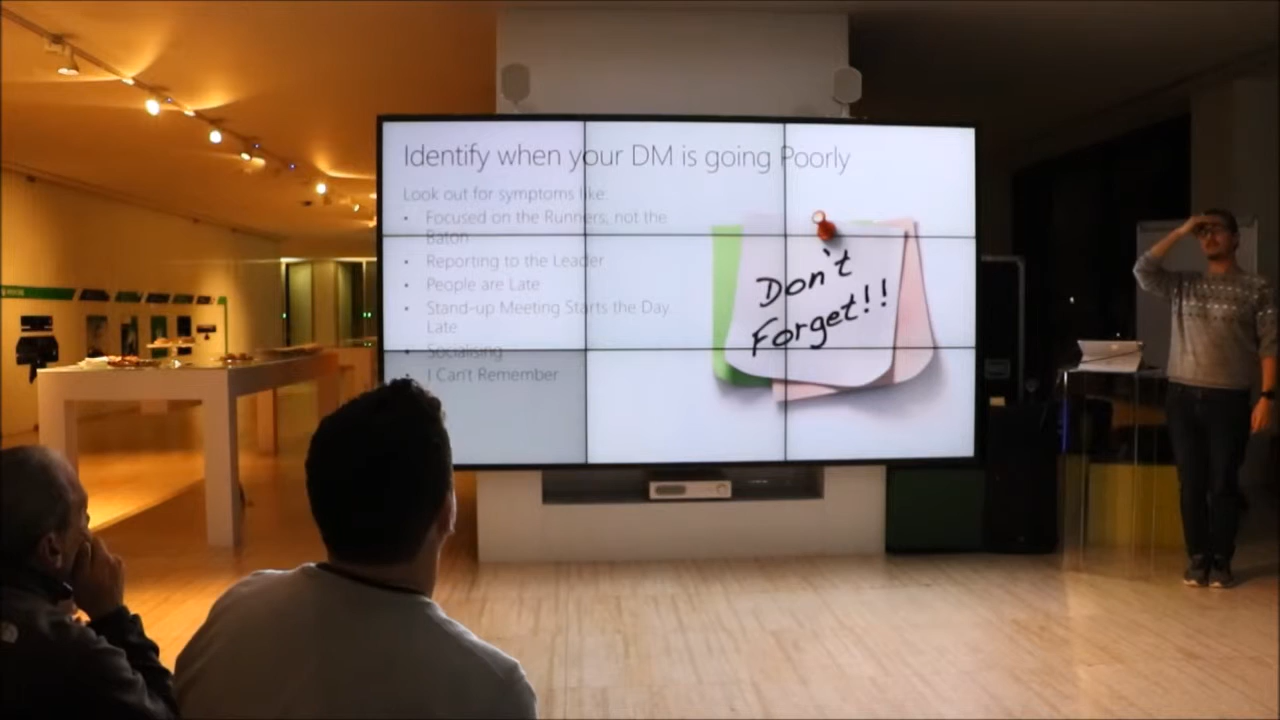 Identify when your DM is going Poorly
Look out for symptoms like:
• Focused on the Runners, not the
Baton
• Reporting to the Leader
• People are Late
• Stand-up Meeting Starts the Day
Late
• Socialising
• I Can't Remember
Don't
Forget!!